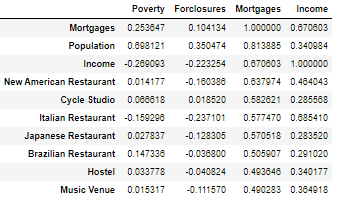 Poverty Forclosures Mortgages Income
Mortgages 0.253647 0.104134 1.000000 0.670603
Population 0.698121 0.350474 0.813885 0.340984
Income -0.269093 -0.223254 0.670603 1.000000
New American Restaurant 0.014177 -0.160386 0.637974 0.464043
Cycle Studio 0.066618 0.018520 0.582621 0.285568
Italian Restaurant -0.159296 -0.237101 0.577470 0.685410
Japanese Restaurant 0.027837 -0.128305 0.570518 0.283520
Brazilian Restaurant 0.147336 -0.036800 0.505907 0.291020
Hostel 0.033778 -0.040824 0.493646 0.340177
Music Venue 0.015317 -0.111570 0.490283 0.364918